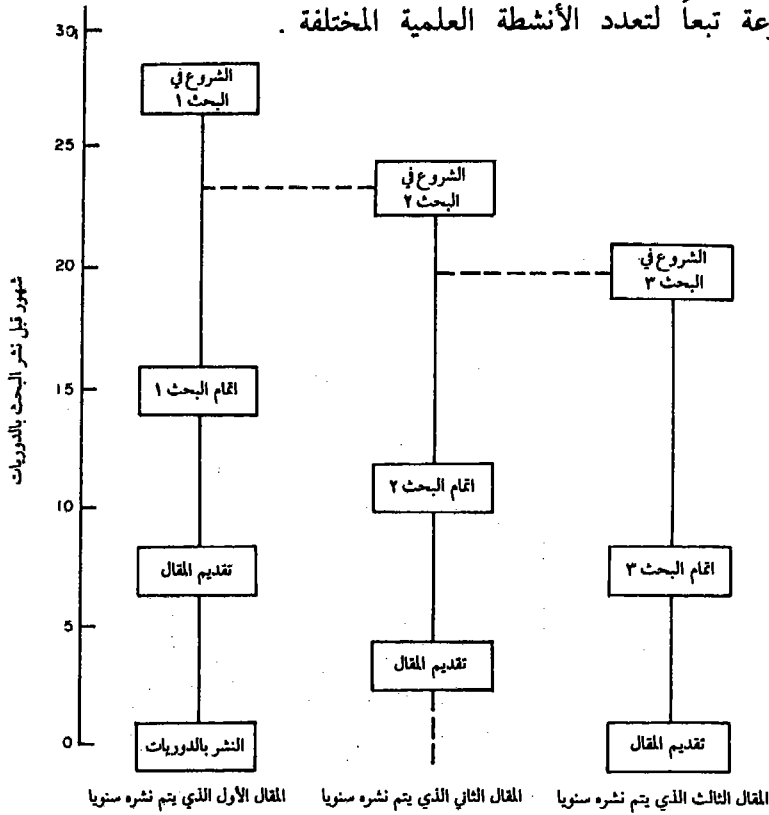 عة تبعاً لتعدد الأنشطة العلمية المختلفة .
30
الشروع في
البحث ١
25
الشروع في
البحث ٢
20
الشروع في
البحث ٣
شهور قبل نشر البحث بالدوريات
15
اتمام البحث ١
10
اتمام البحث ٢
تقديم المقال
اتمام البحث ٣
5
تقديم المقال
0
النشر بالدوريات
تقديم المقال
المقال الأول الذي يتم نشره سنويا
المقال الثاني الذي يتم نشره سنويا
المقال الثالث الذي يتم نشره سنويا